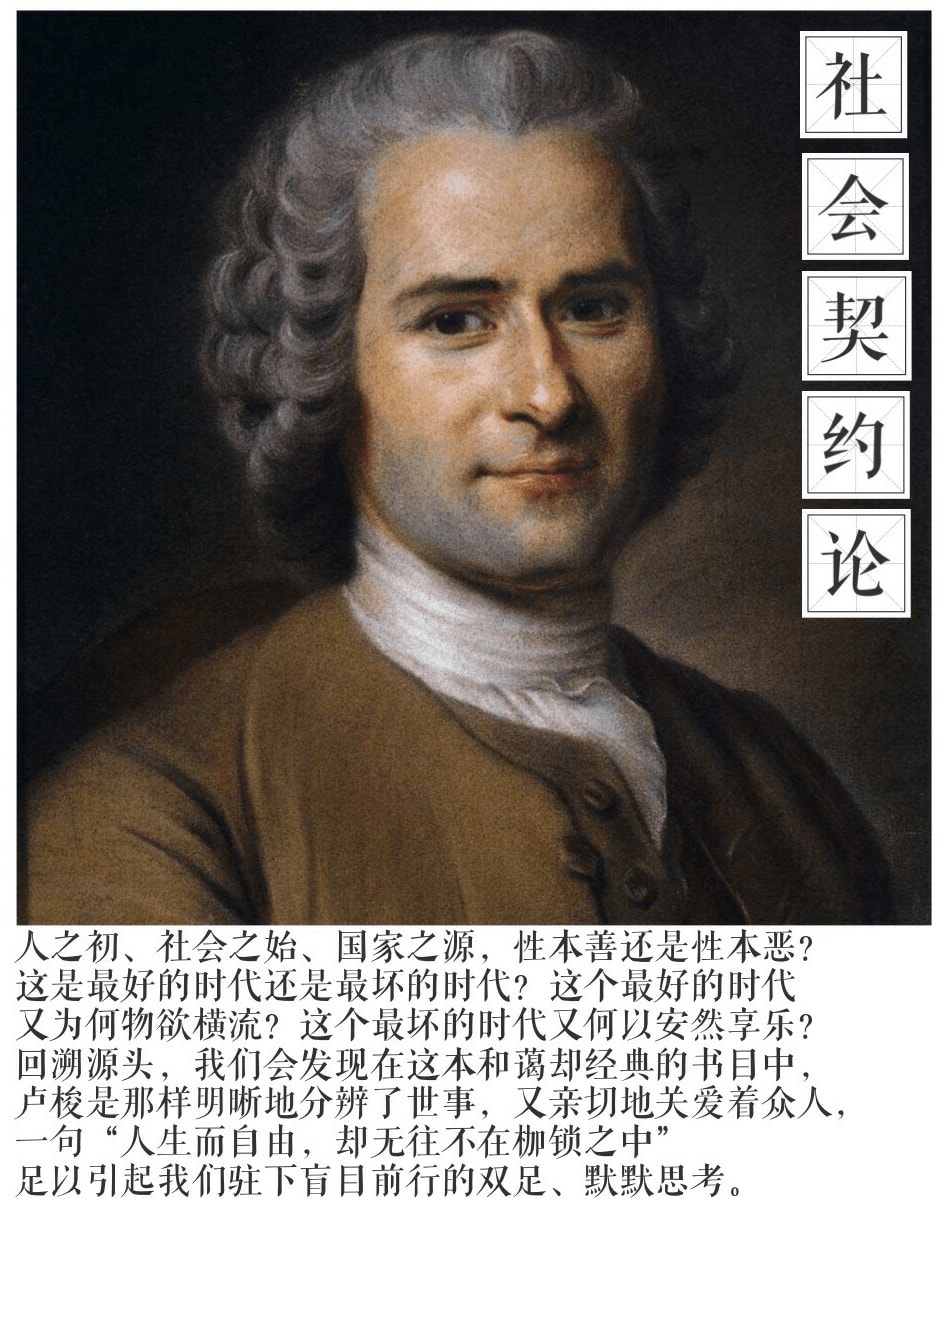 社会契约论
人之初、社会之始、国家之源，性本善还是性本恶？
这是最好的时代还是最坏的时代？这个最好的时代
又为何物欲横流？这个最坏的时代又何以安然享乐？
回溯源头，我们会发现在这本和蔼却经典的书目中，
卢梭是那样明晰地分辨了世事，又亲切地关爱着众人，
一句“人生而自由，却无往不在枷锁之中”
足以引起我们驻下盲目前行的双足、默默思考。